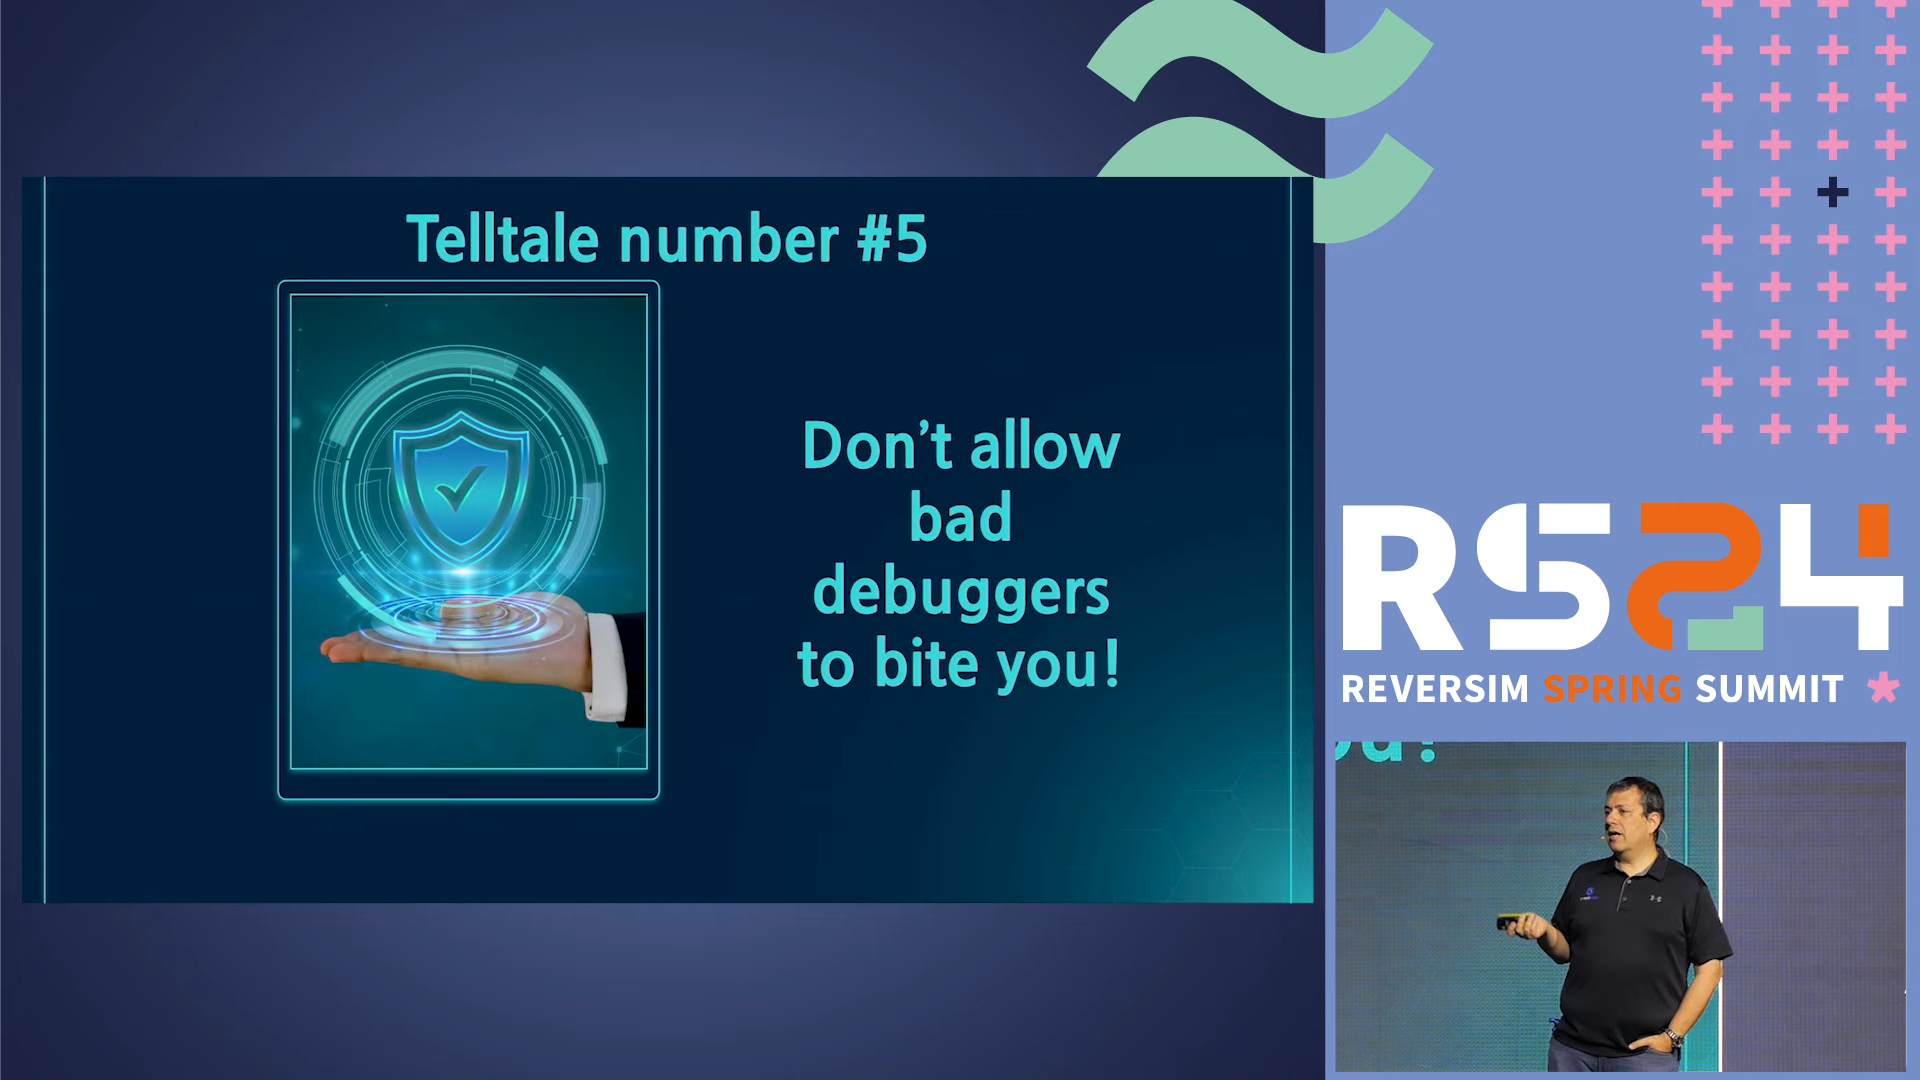 Telltale number #5
Don’t allow
bad
debuggers
to bite you!
RS24
REVERSIM SPRING SUMMIT *